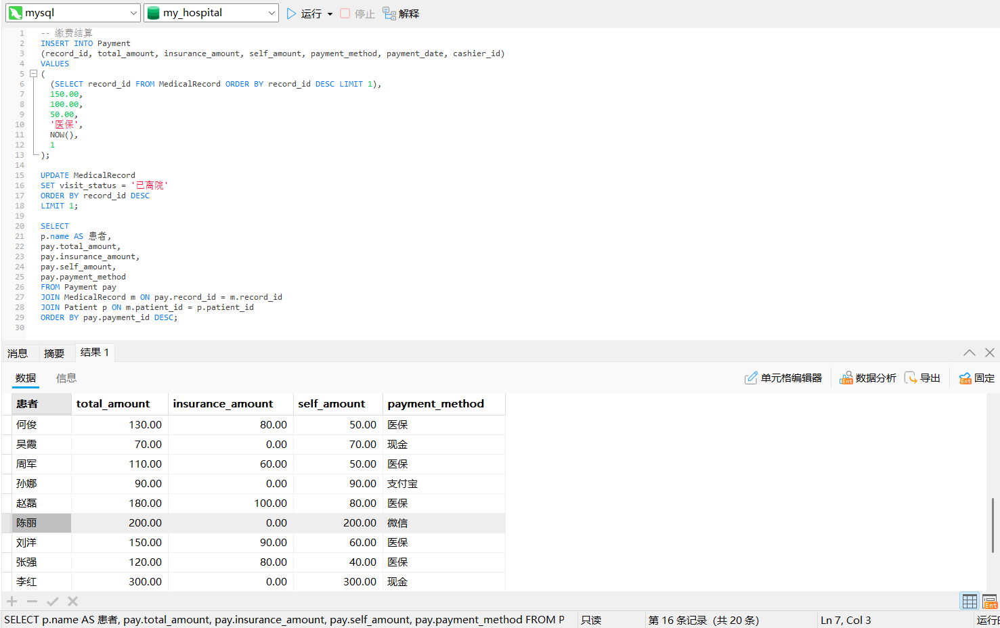 mysql my_hospital 运行 停止 解释
1 -- 缴费结算
2 INSERT INTO Payment
3 (record_id, total_amount, insurance_amount, self_amount, payment_method, payment_date, cashier_id)
4 VALUES
5 (
6 (SELECT record_id FROM MedicalRecord ORDER BY record_id DESC LIMIT 1),
7 150.00,
8 100.00,
9 50.00,
10 '医保',
11 NOW(),
12 1
13 );
14
15 UPDATE MedicalRecord
16 SET visit_status = '已离院'
17 ORDER BY record_id DESC
18 LIMIT 1;
19
20 SELECT
21 p.name AS 患者,
22 pay.total_amount,
23 pay.insurance_amount,
24 pay.self_amount,
25 pay.payment_method
26 FROM Payment pay
27 JOIN MedicalRecord m ON pay.record_id = m.record_id
28 JOIN Patient p ON m.patient_id = p.patient_id
29 ORDER BY pay.payment_id DESC;
30
消息 摘要 结果 1
数据 信息 单元格编辑器 Ent 数据分析 导出 Ent 固定
患者 total_amount insurance_amount self_amount payment_method
何俊 130.00 80.00 50.00 医保
吴霞 70.00 0.00 70.00 现金
周军 110.00 60.00 50.00 医保
孙娜 90.00 0.00 90.00 支付宝
赵磊 180.00 100.00 80.00 医保
陈丽 200.00 0.00 200.00 微信
刘洋 150.00 90.00 60.00 医保
张强 120.00 80.00 40.00 医保
李红 300.00 0.00 300.00 现金
Ent
SELECT p.name AS 患者, pay.total_amount, pay.insurance_amount, pay.self_amount, pay.payment_method FROM P 只读 第 16 条记录 (共 20 条) Ln 7, Col 3 运行